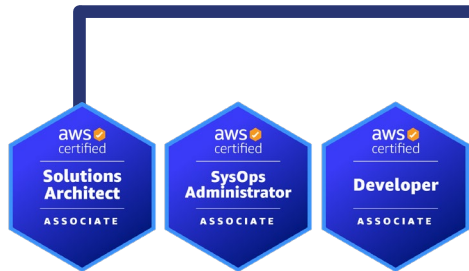 aws
certified
Solutions
Architect
ASSOCIATE
aws
certified
SysOps
Administrator
ASSOCIATE
aws
certified
Developer
ASSOCIATE